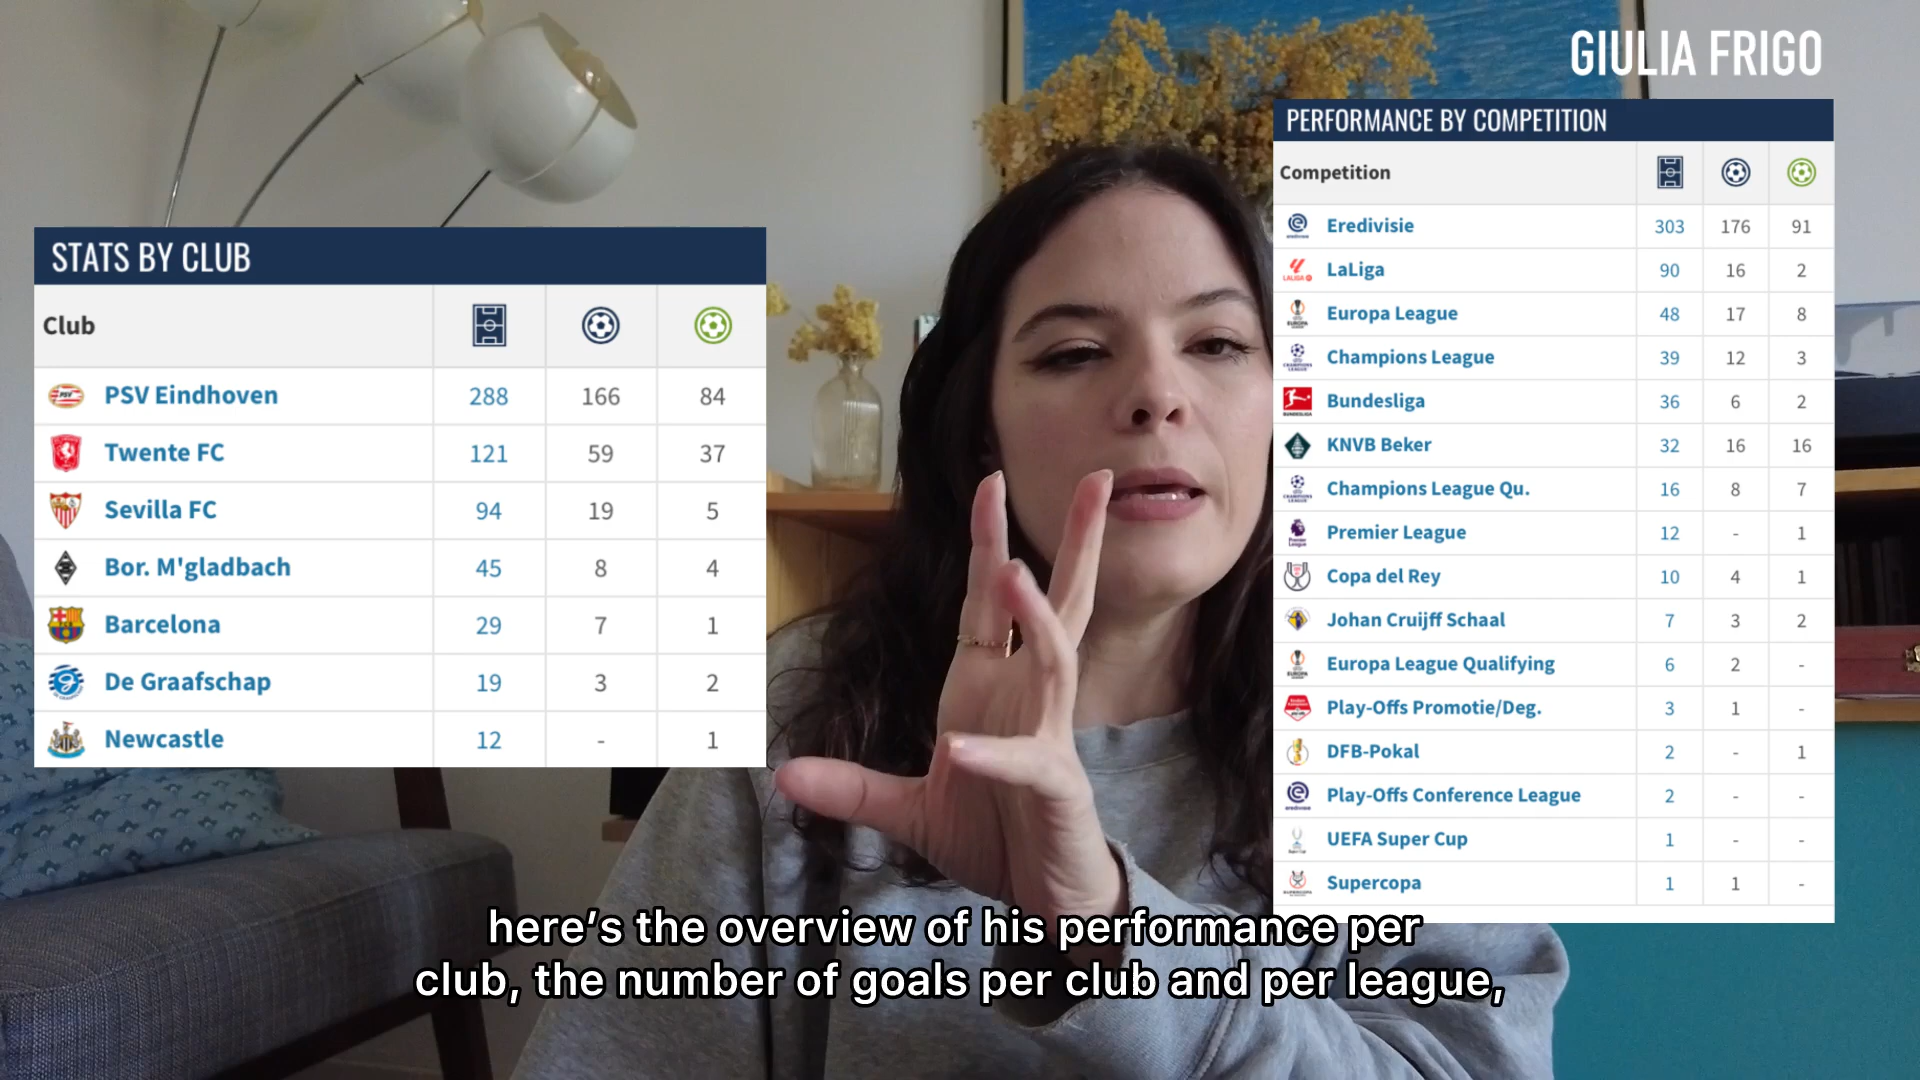 GIULIA FRIGO
STATS BY CLUB
Club
PSV Eindhoven 288 166 84
Twente FC 121 59 37
Sevilla FC 94 19 5
Bor. M'gladbach 45 8 4
Barcelona 29 7 1
De Graafschap 19 3 2
Newcastle 12 - 1
PERFORMANCE BY COMPETITION
Competition
Eredivisie 303 176 91
LaLiga 90 16 2
Europa League 48 17 8
Champions League 39 12 3
Bundesliga 36 6 2
KNVB Beker 32 16 16
Champions League Qu. 16 8 7
Premier League 12 - 1
Copa del Rey 10 4 1
Johan Cruijff Schaal 7 3 2
Europa League Qualifying 6 2 -
Play-Offs Promotie/Deg. 3 1 -
DFB-Pokal 2 - 1
Play-Offs Conference League 2 - -
UEFA Super Cup 1 - -
Supercopa 1 1 -
here's the overview of his performance per
club, the number of goals per club and per league,